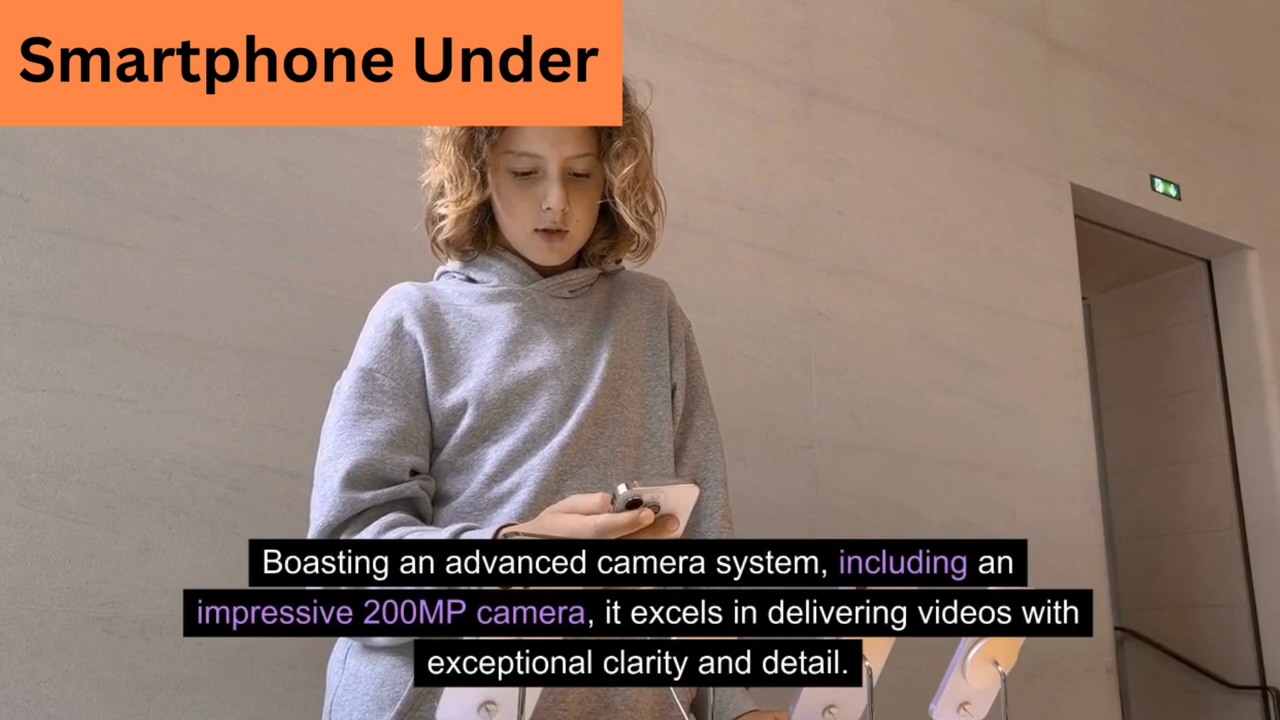 Smartphone Under
Boasting an advanced camera system, including an
impressive 200MP camera, it excels in delivering videos with
exceptional clarity and detail.